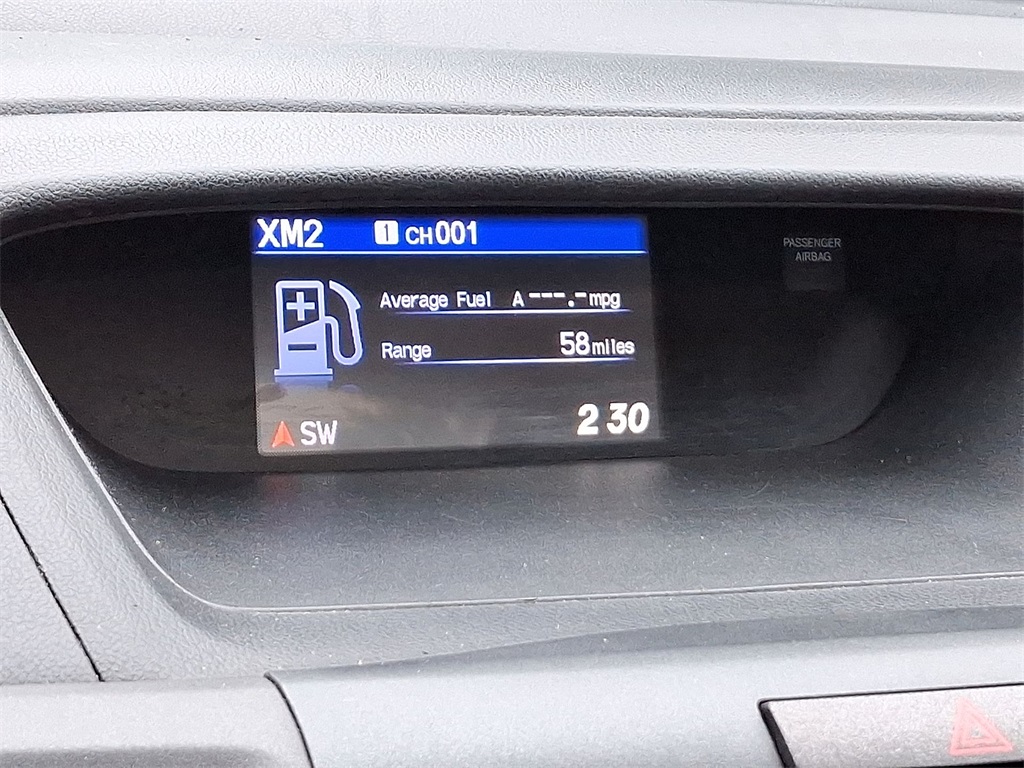 XM2 1 CH001
PASSENGER
AIRBAG
Average Fuel A ---.- mpg
Range 58 miles
SW 2 30